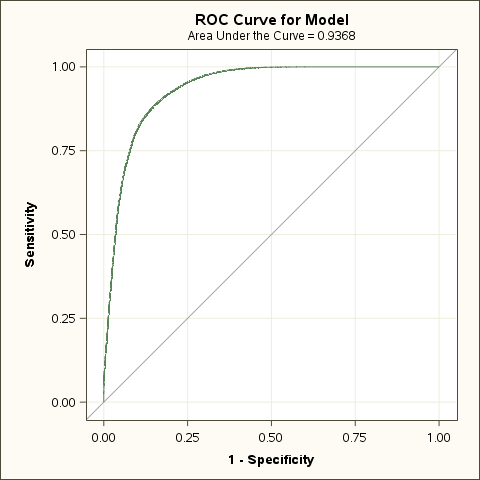 ROC Curve for Model
Area Under the Curve = 0.9368
1.00
0.75
0.50
0.25
0.00
Sensitivity
0.00 0.25 0.50 0.75 1.00
1 - Specificity